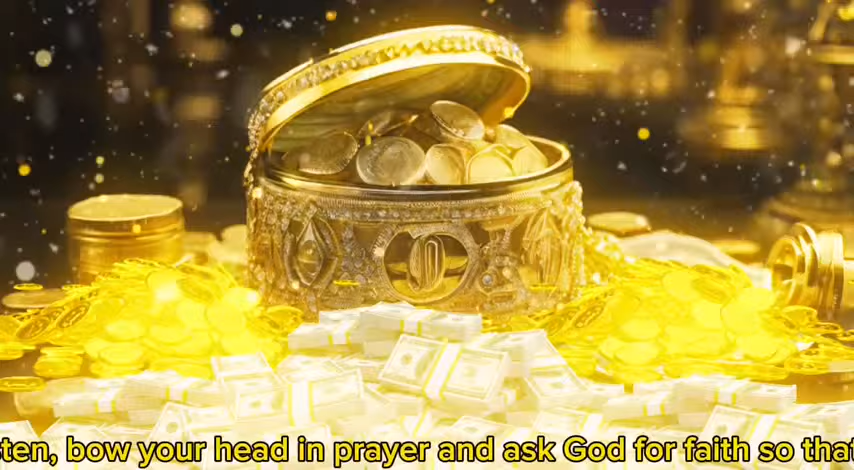 ten, bow your head in prayer and ask God for faith so that